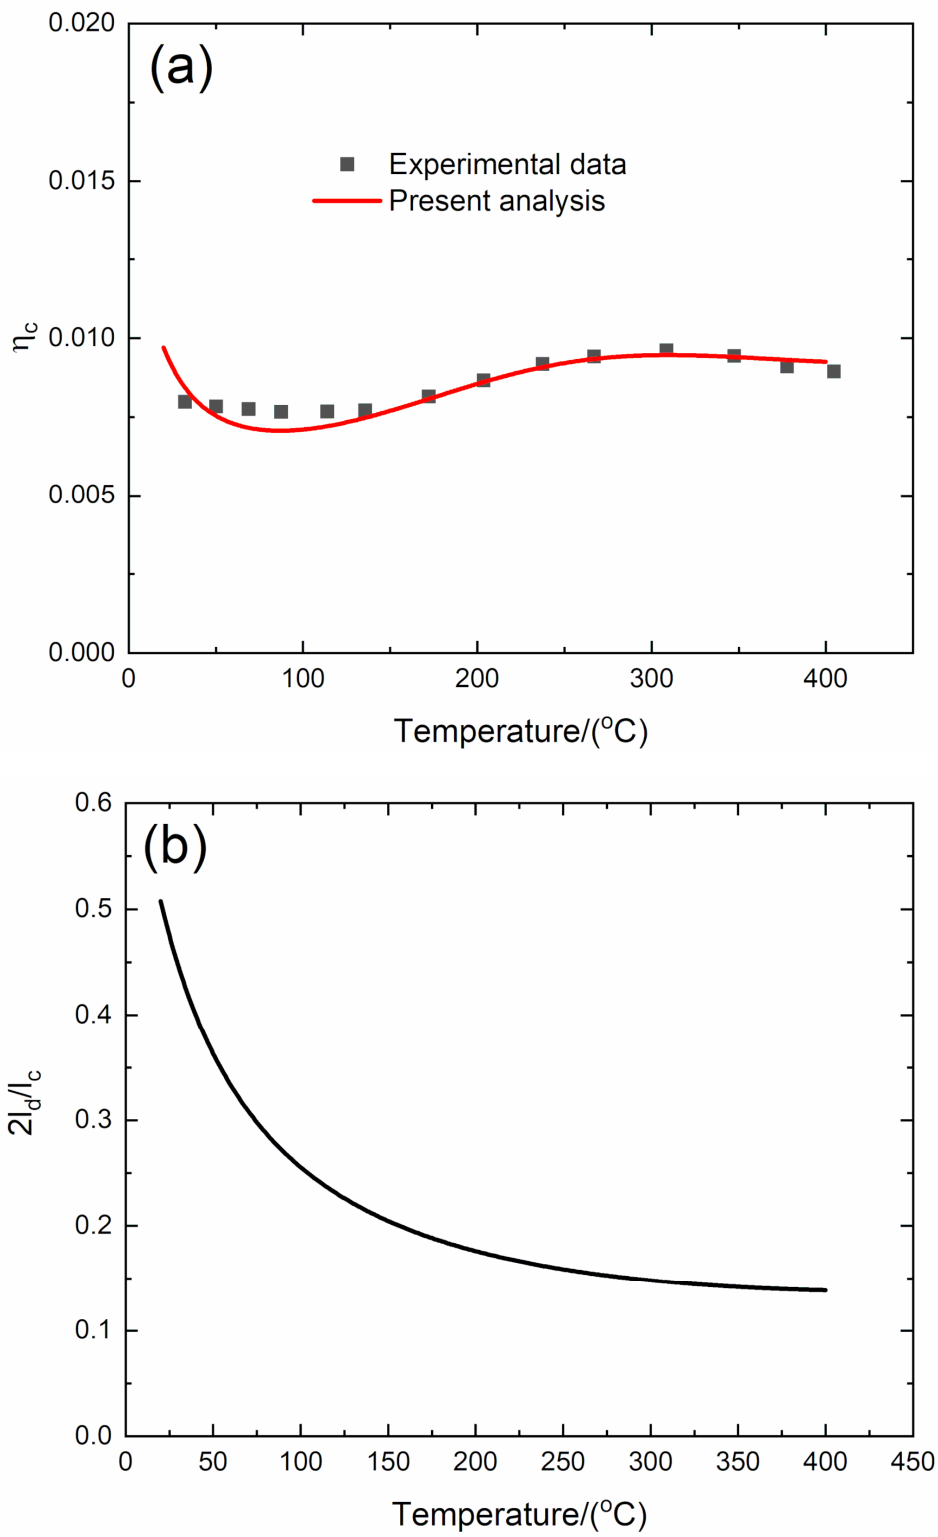 (a)
0.020
0.015
0.010
0.005
0.000
Experimental data
Present analysis
ηc
0 100 200 300 400
Temperature/(°C)
(b)
0.6
0.5
0.4
0.3
0.2
0.1
0.0
2ld/lc
0 50 100 150 200 250 300 350 400 450
Temperature/(°C)